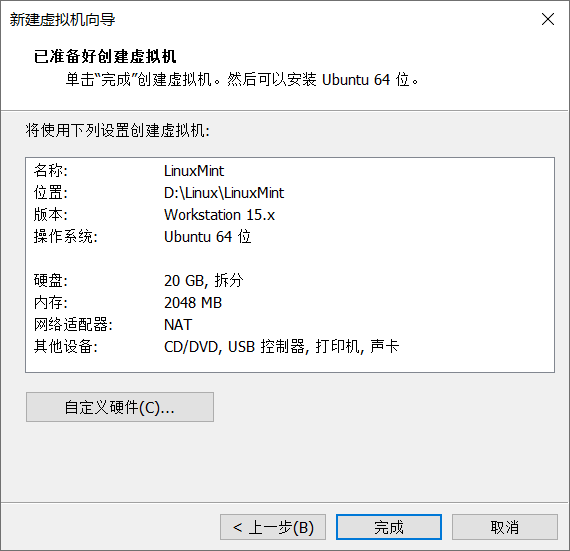 新建虚拟机向导
已准备好创建虚拟机
单击“完成”创建虚拟机。然后可以安装 Ubuntu 64 位。
将使用下列设置创建虚拟机:
名称: LinuxMint
位置: D:\Linux\LinuxMint
版本: Workstation 15.x
操作系统: Ubuntu 64 位
硬盘: 20 GB, 拆分
内存: 2048 MB
网络适配器: NAT
其他设备: CD/DVD, USB 控制器, 打印机, 声卡
自定义硬件(C)...
< 上一步(B) 完成 取消